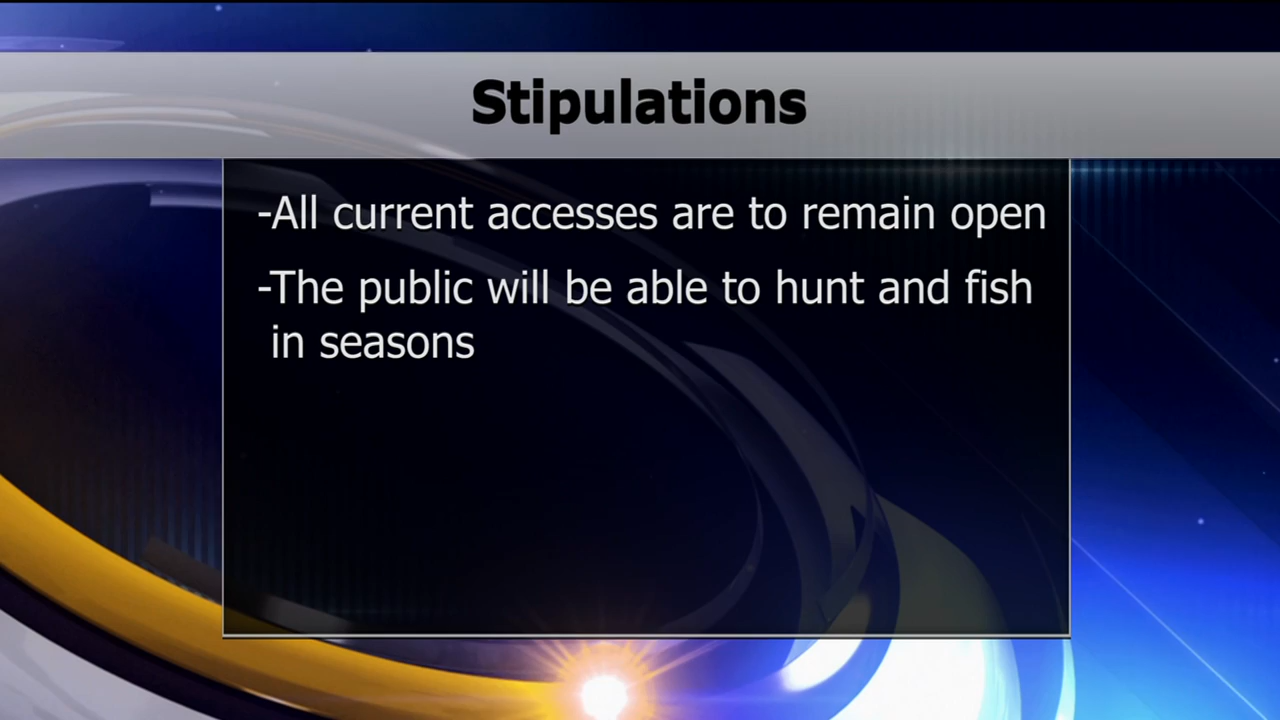 Stipulations
-All current accesses are to remain open
-The public will be able to hunt and fish
in seasons